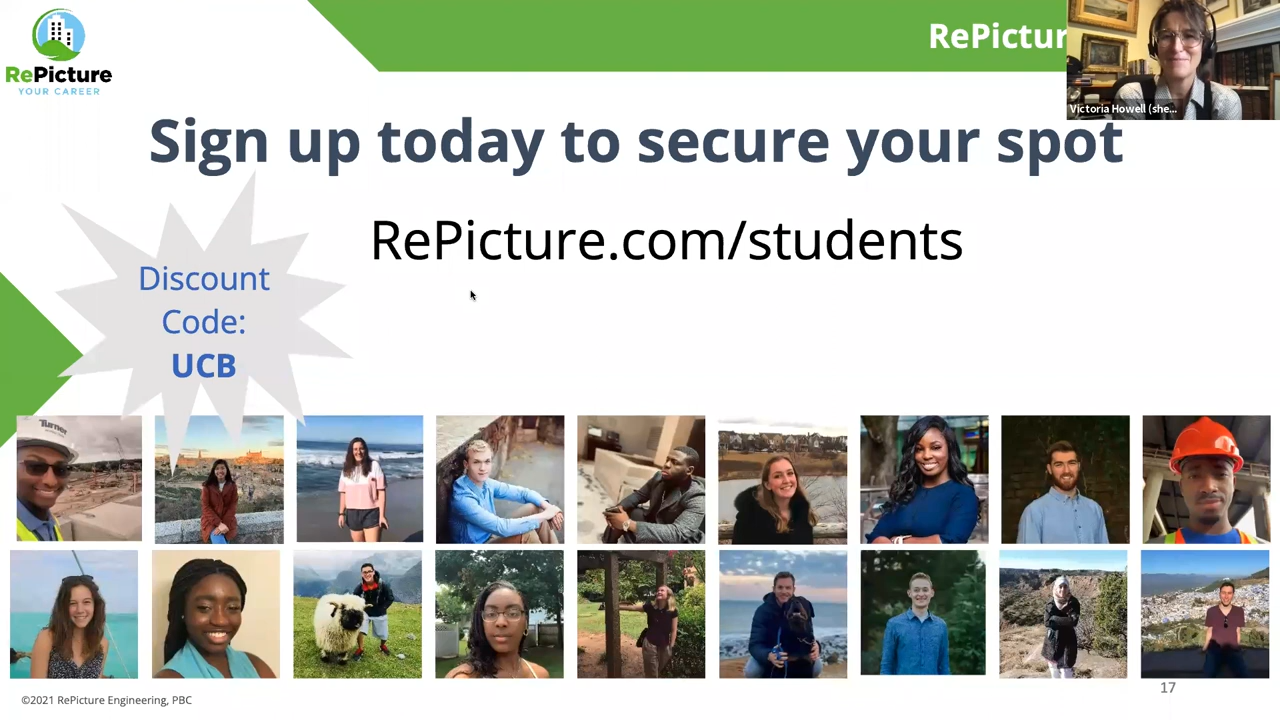 RePicture
YOUR CAREER
RePictur
Victoria Howell (she...
Sign up today to secure your spot
RePicture.com/students
Discount
Code:
UCB
Turner
©2021 RePicture Engineering, PBC
17